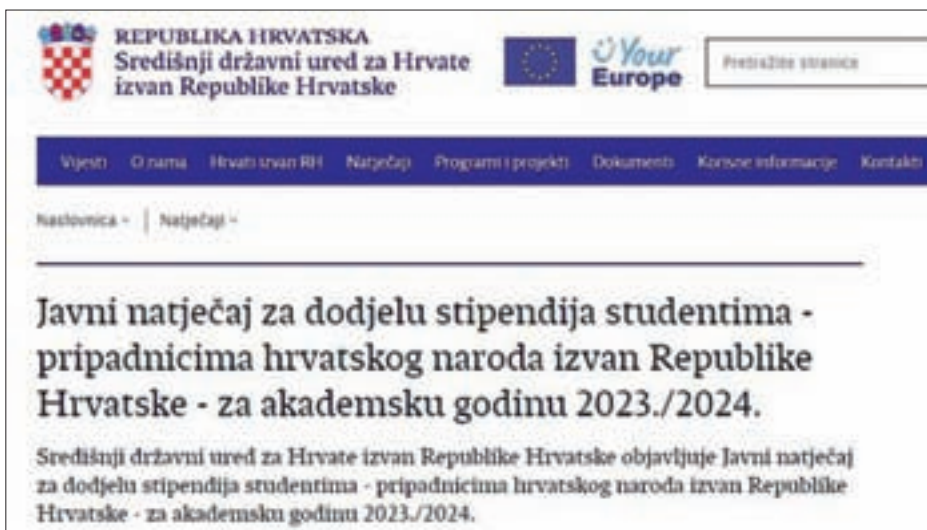 REPUBLIKA HRVATSKA
Središnji državni ured za Hrvate
izvan Republike Hrvatske
Your
Europe
Pretražite stranice
Vijesti O nama Hrvati izvan RH Natječaji Programi i projekti Dokumenti Korisne informacije Kontakti
Naslovnica Natječaji
Javni natječaj za dodjelu stipendija studentima -
pripadnicima hrvatskog naroda izvan Republike
Hrvatske - za akademsku godinu 2023./2024.
Središnji državni ured za Hrvate izvan Republike Hrvatske objavljuje Javni natječaj
za dodjelu stipendija studentima - pripadnicima hrvatskog naroda izvan Republike
Hrvatske - za akademsku godinu 2023./2024.